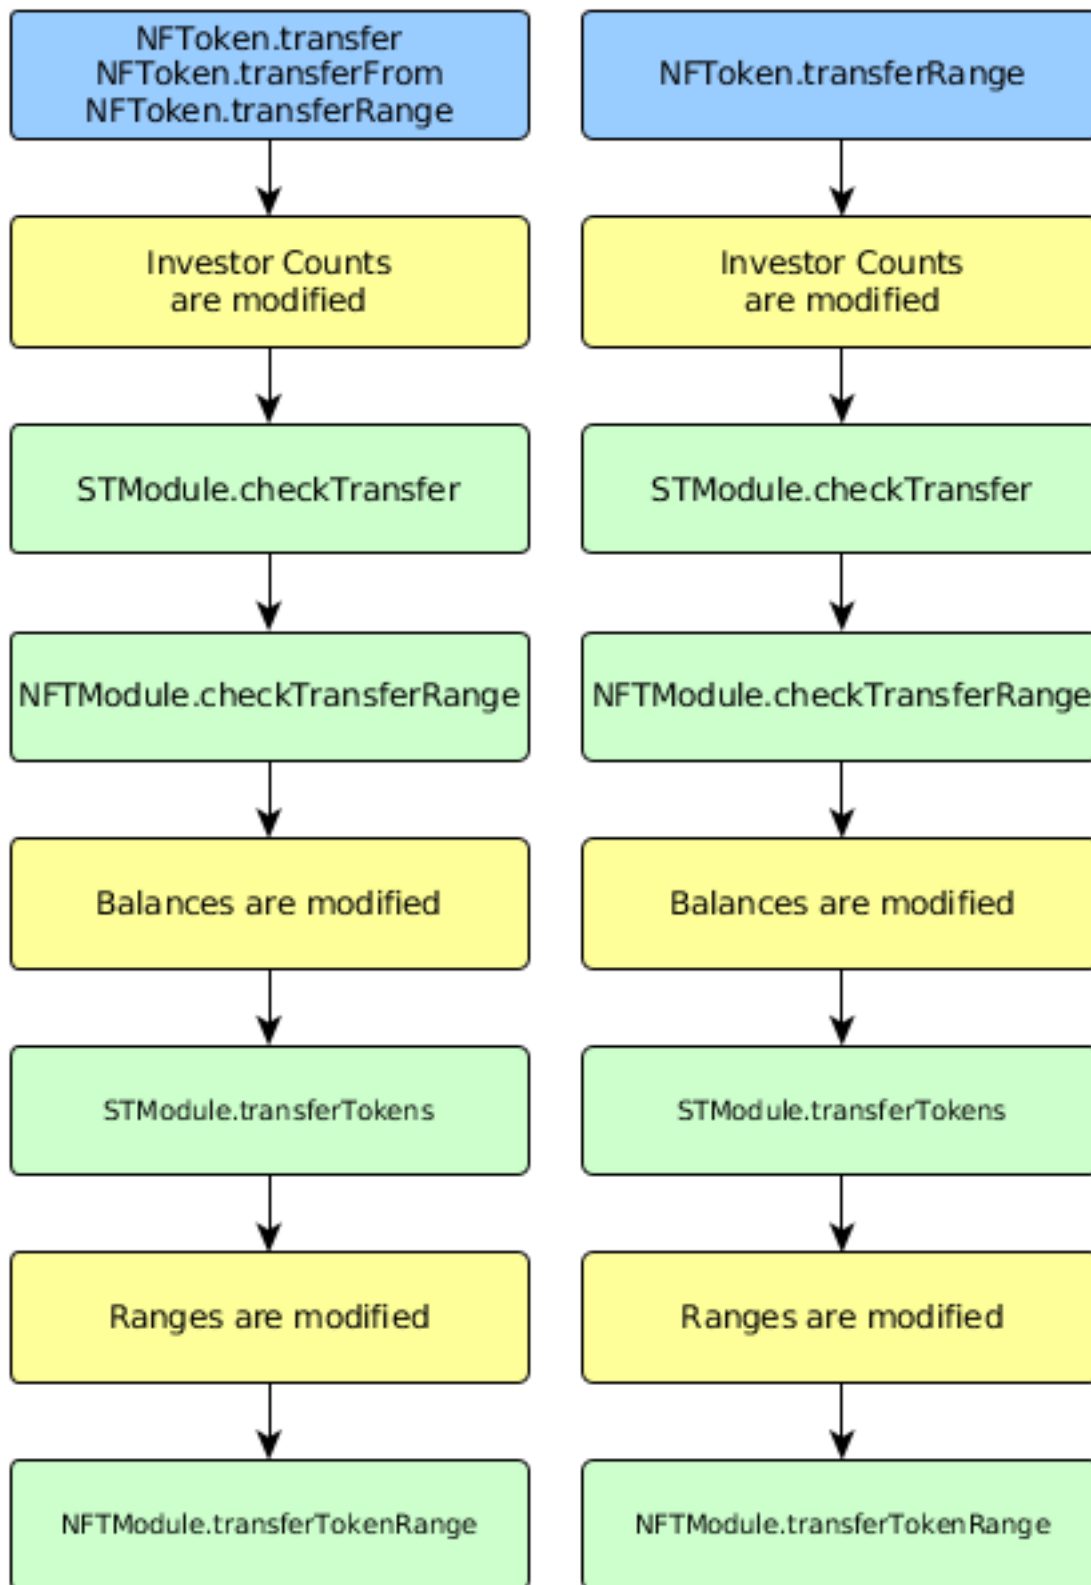 NFToken.transfer
NFToken.transferFrom
NFToken.transferRange
Investor Counts
are modified
STModule.checkTransfer
NFTModule.checkTransferRange
Balances are modified
STModule.transferTokens
Ranges are modified
NFTModule.transferTokenRange
NFToken.transferRange
Investor Counts
are modified
STModule.checkTransfer
NFTModule.checkTransferRange
Balances are modified
STModule.transferTokens
Ranges are modified
NFTModule.transferTokenRange